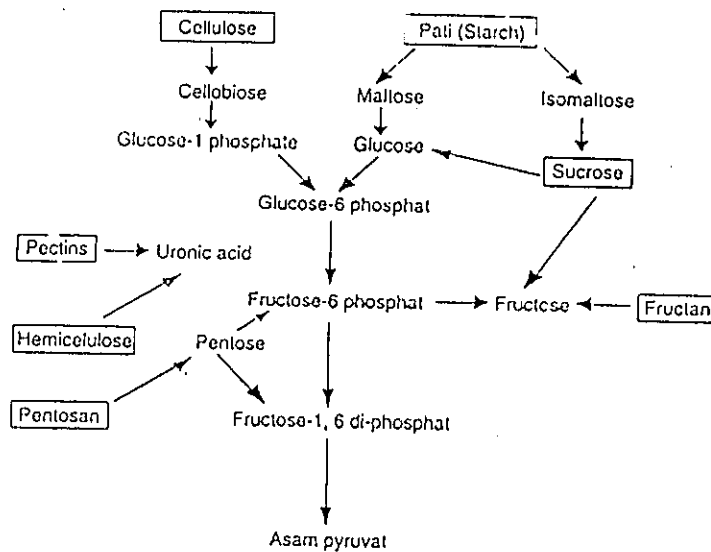 Cellulose
Pati (Starch)
Cellobiose
Maltose
Isomaltose
Glucose-1 phosphate
Glucose
Sucrose
Glucose-6 phosphat
Pectins
Uronic acid
Fructose-6 phosphat
Fructose
Fructan
Hemicelulose
Pentose
Pentosan
Fructose-1, 6 di-phosphat
Asam pyruvat